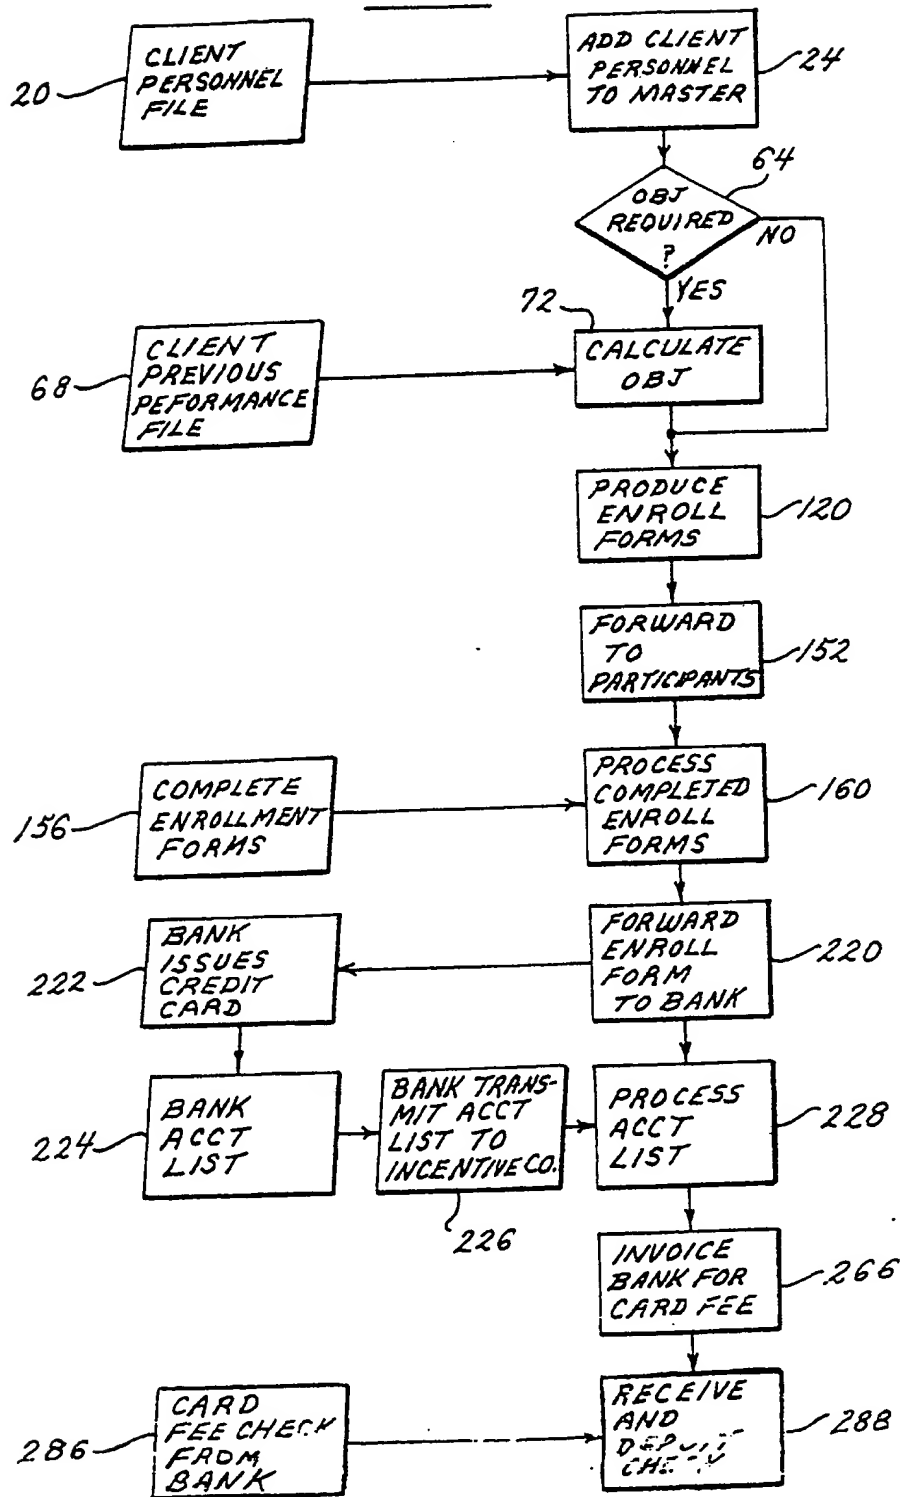 CLIENT
PERSONNEL
FILE
20
ADD CLIENT
PERSONNEL
TO MASTER
24
OBJ
REQUIRED
?
64
NO
YES
72
CALCULATE
OBJ
CLIENT
PREVIOUS
PEFORMANCE
FILE
68
PRODUCE
ENROLL
FORMS
120
FORWARD
TO
PARTICIPANTS
152
COMPLETE
ENROLLMENT
FORMS
156
PROCESS
COMPLETED
ENROLL
FORMS
160
FORWARD
ENROLL
FORM
TO BANK
220
BANK
ISSUES
CREDIT
CARD
222
BANK
ACCT
LIST
224
BANK TRANS-
MIT ACCT
LIST TO
INCENTIVE CO.
226
PROCESS
ACCT
LIST
228
INVOICE
BANK FOR
CARD FEE
266
CARD
FEE CHECK
FROM
BANK
286
RECEIVE
AND
288